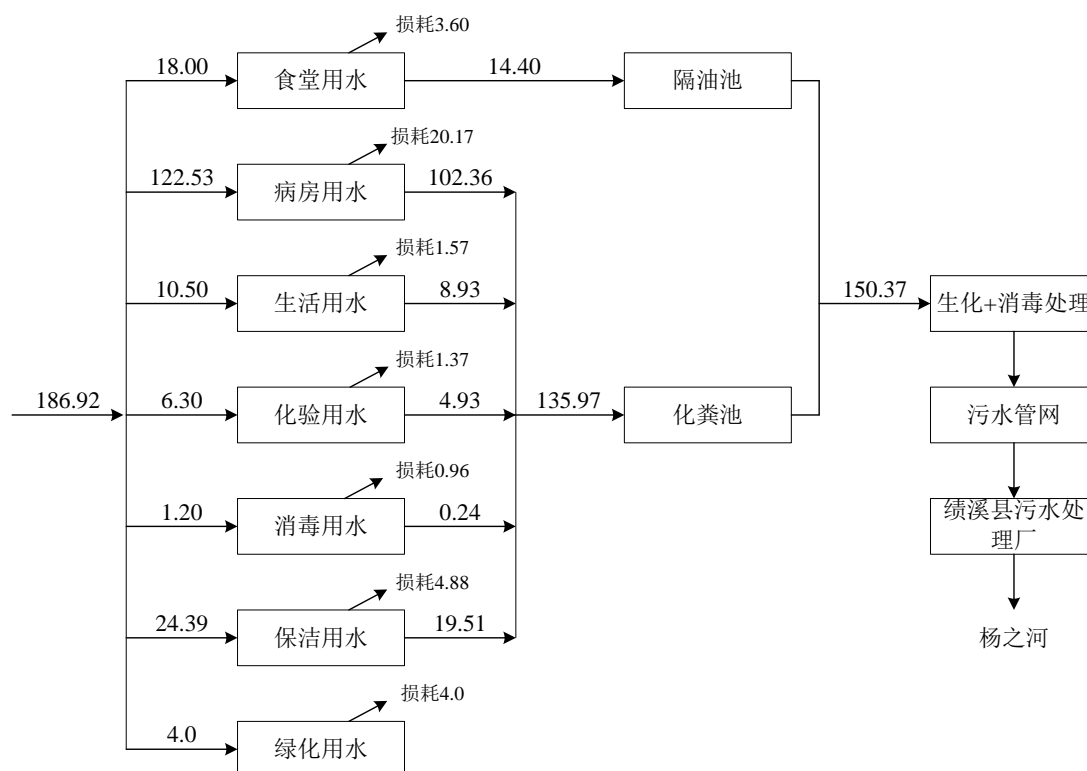 损耗3.60
18.00
食堂用水
14.40
隔油池
损耗20.17
122.53
病房用水
102.36
损耗1.57
10.50
生活用水
8.93
150.37
生化+消毒处理
损耗1.37
186.92
6.30
化验用水
4.93
135.97
化粪池
污水管网
损耗0.96
1.20
消毒用水
0.24
绩溪县污水处
理厂
损耗4.88
24.39
保洁用水
19.51
杨之河
损耗4.0
4.0
绿化用水